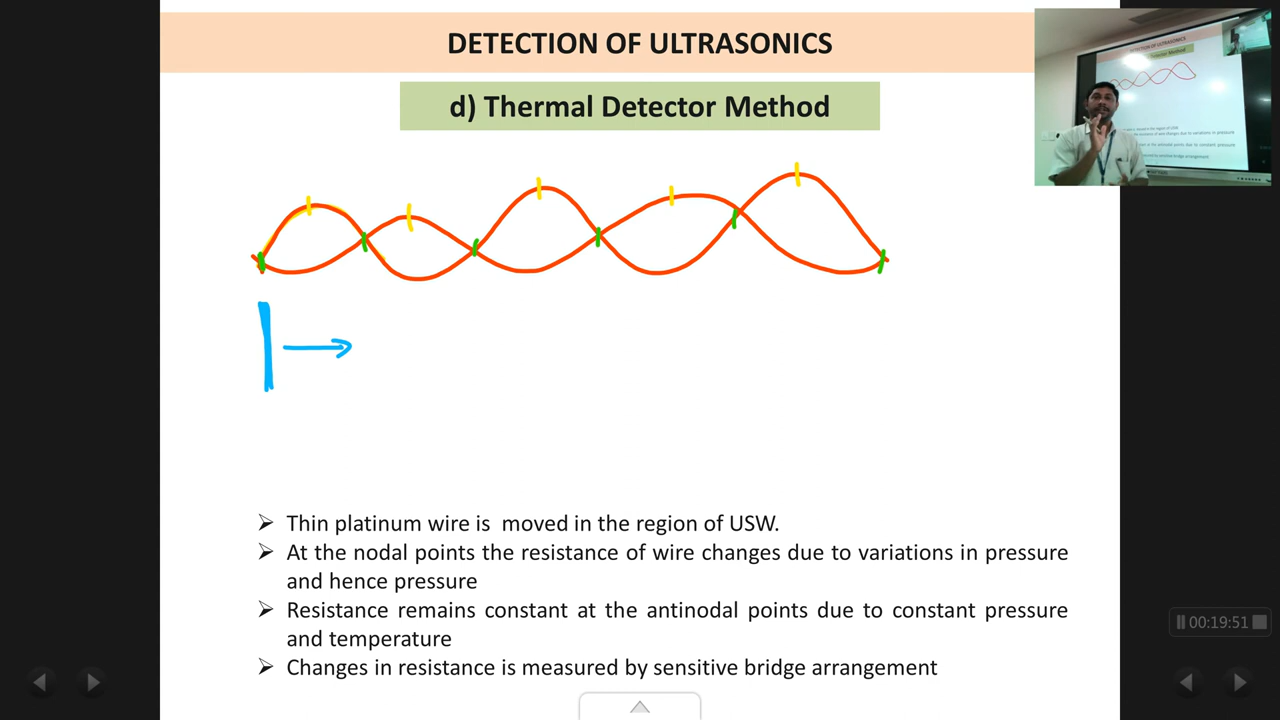 DETECTION OF ULTRASONICS
d) Thermal Detector Method
➢ Thin platinum wire is moved in the region of USW.
➢ At the nodal points the resistance of wire changes due to variations in pressure
and hence pressure
➢ Resistance remains constant at the antinodal points due to constant pressure
and temperature
➢ Changes in resistance is measured by sensitive bridge arrangement
00:19:51